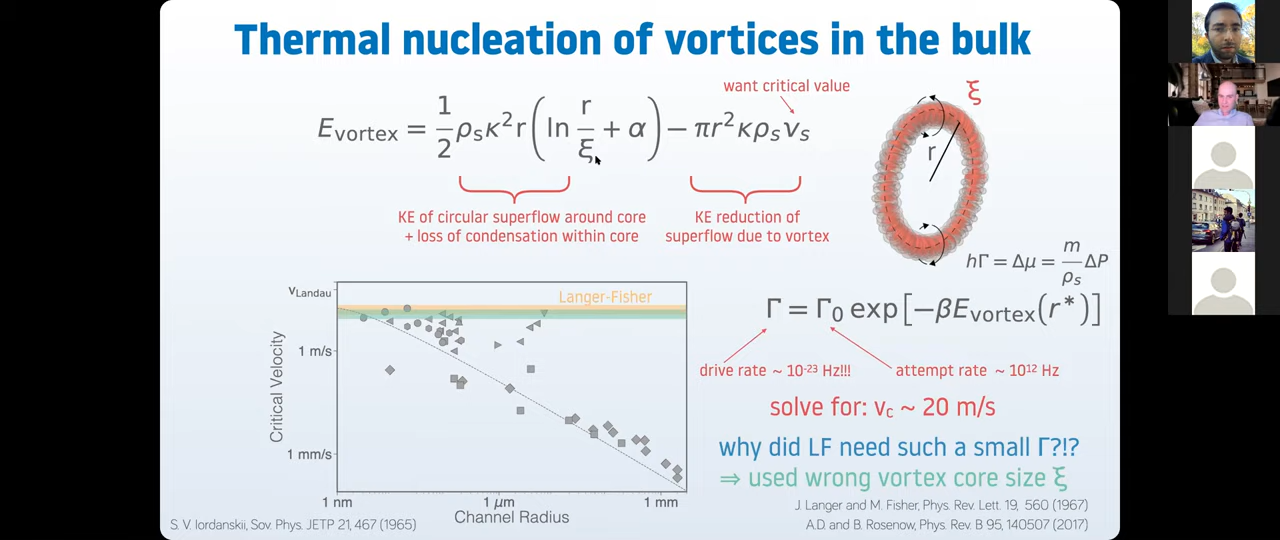 Thermal nucleation of vortices in the bulk
want critical value
E_vortex = 1/2 ρ_s κ² r ( ln r/ξ + α ) − π r² κ ρ_s v_s
ξ
r
KE of circular superflow around core
+ loss of condensation within core
KE reduction of
superflow due to vortex
hΓ = Δμ = m/ρ_s ΔP
Γ = Γ₀ exp[−βE_vortex(r*)]
drive rate ~ 10⁻²³ Hz!!!
attempt rate ~ 10¹² Hz
solve for: v_c ~ 20 m/s
why did LF need such a small Γ?!?
⇒ used wrong vortex core size ξ
v_Landau
Langer-Fisher
1 m/s
1 mm/s
Critical Velocity
1 nm
1 μm
1 mm
Channel Radius
S. V. Iordanskii, Sov. Phys. JETP 21, 467 (1965)
J. Langer and M. Fisher, Phys. Rev. Lett. 19, 560 (1967)
A.D. and B. Rosenow, Phys. Rev. B 95, 140507 (2017)